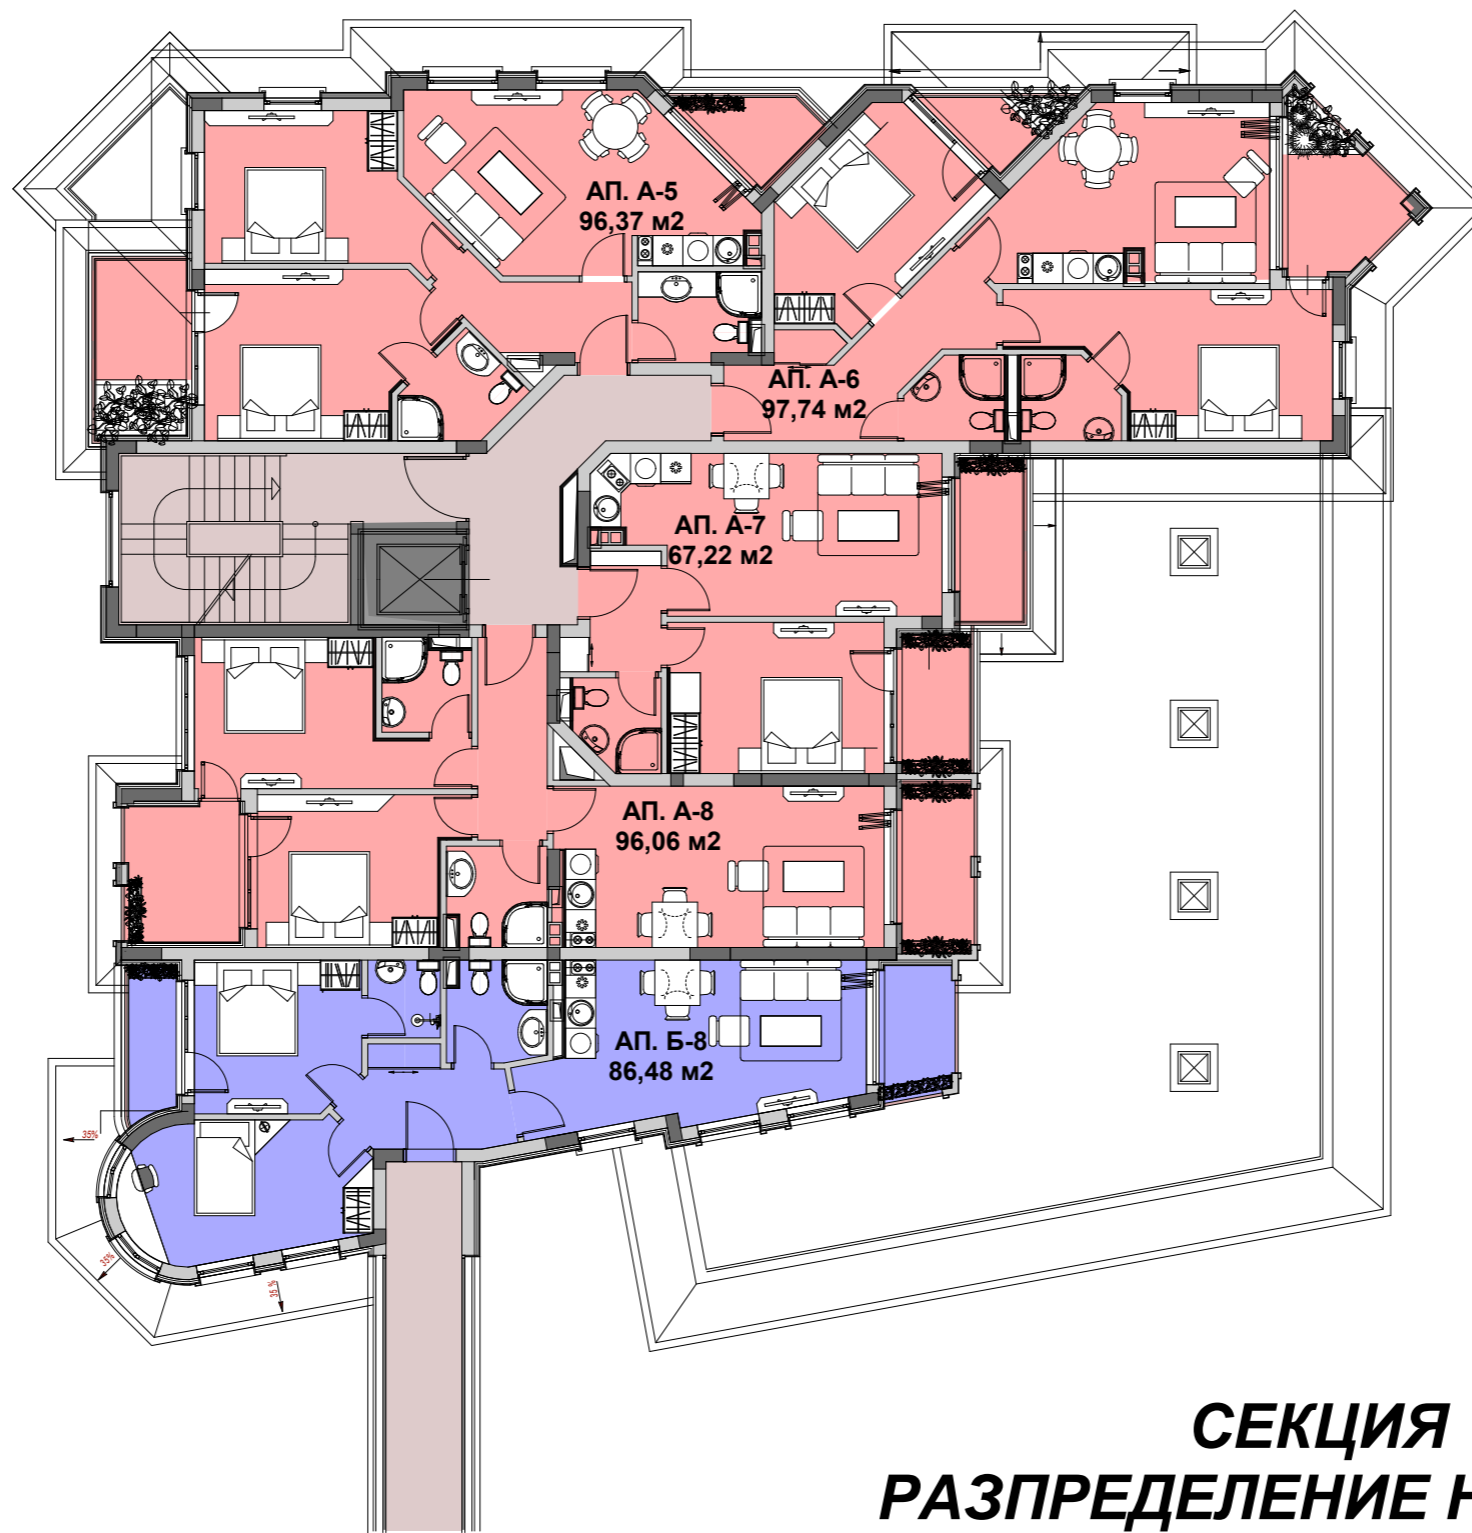 АП. А-5
96,37 м2
АП. А-6
97,74 м2
АП. А-7
67,22 м2
АП. А-8
96,06 м2
АП. Б-8
86,48 м2
35%
35%
35 %
СЕКЦИЯ
РАЗПРЕДЕЛЕНИЕ Н